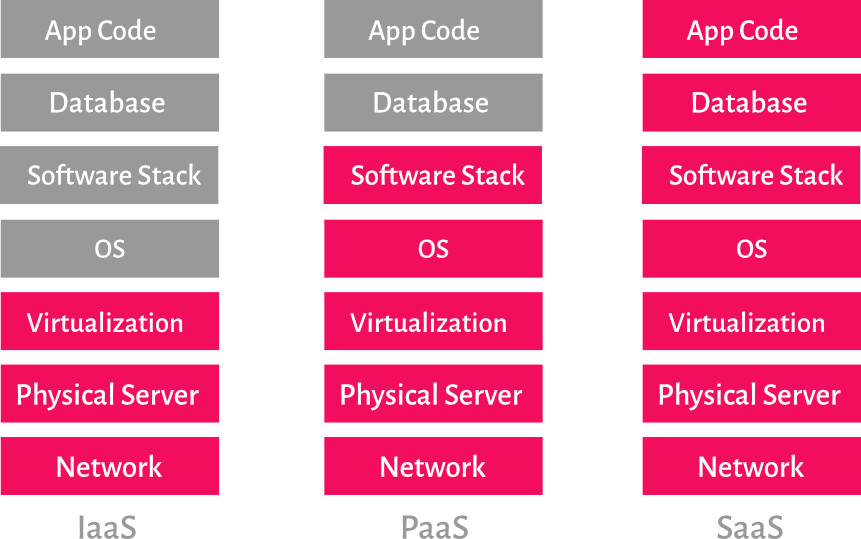 App Code
Database
Software Stack
OS
Virtualization
Physical Server
Network
IaaS
App Code
Database
Software Stack
OS
Virtualization
Physical Server
Network
PaaS
App Code
Database
Software Stack
OS
Virtualization
Physical Server
Network
SaaS